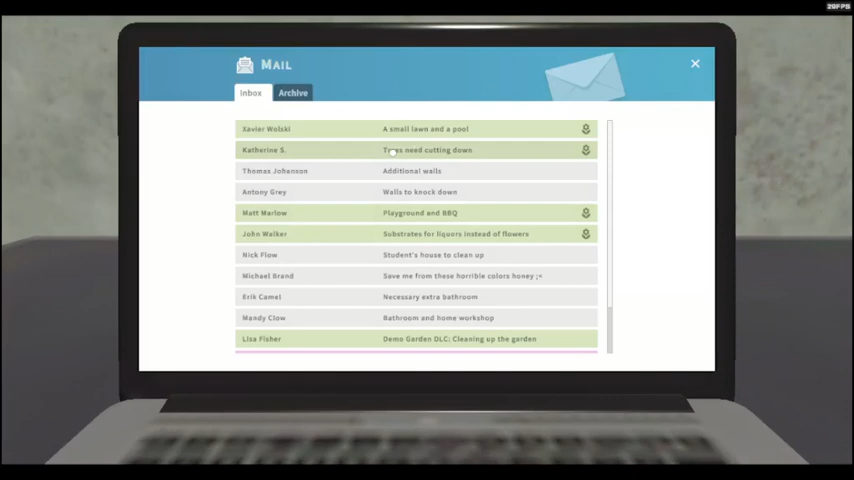 29FPS
MAIL
Inbox Archive
Xavier Wolski A small lawn and a pool
Katherine S. Trees need cutting down
Thomas Johanson Additional walls
Antony Grey Walls to knock down
Matt Marlow Playground and BBQ
John Walker Substrates for liquors instead of flowers
Nick Flow Student's house to clean up
Michael Brand Save me from these horrible colors honey ;<
Erik Camel Necessary extra bathroom
Mandy Clow Bathroom and home workshop
Lisa Fisher Demo Garden DLC: Cleaning up the garden